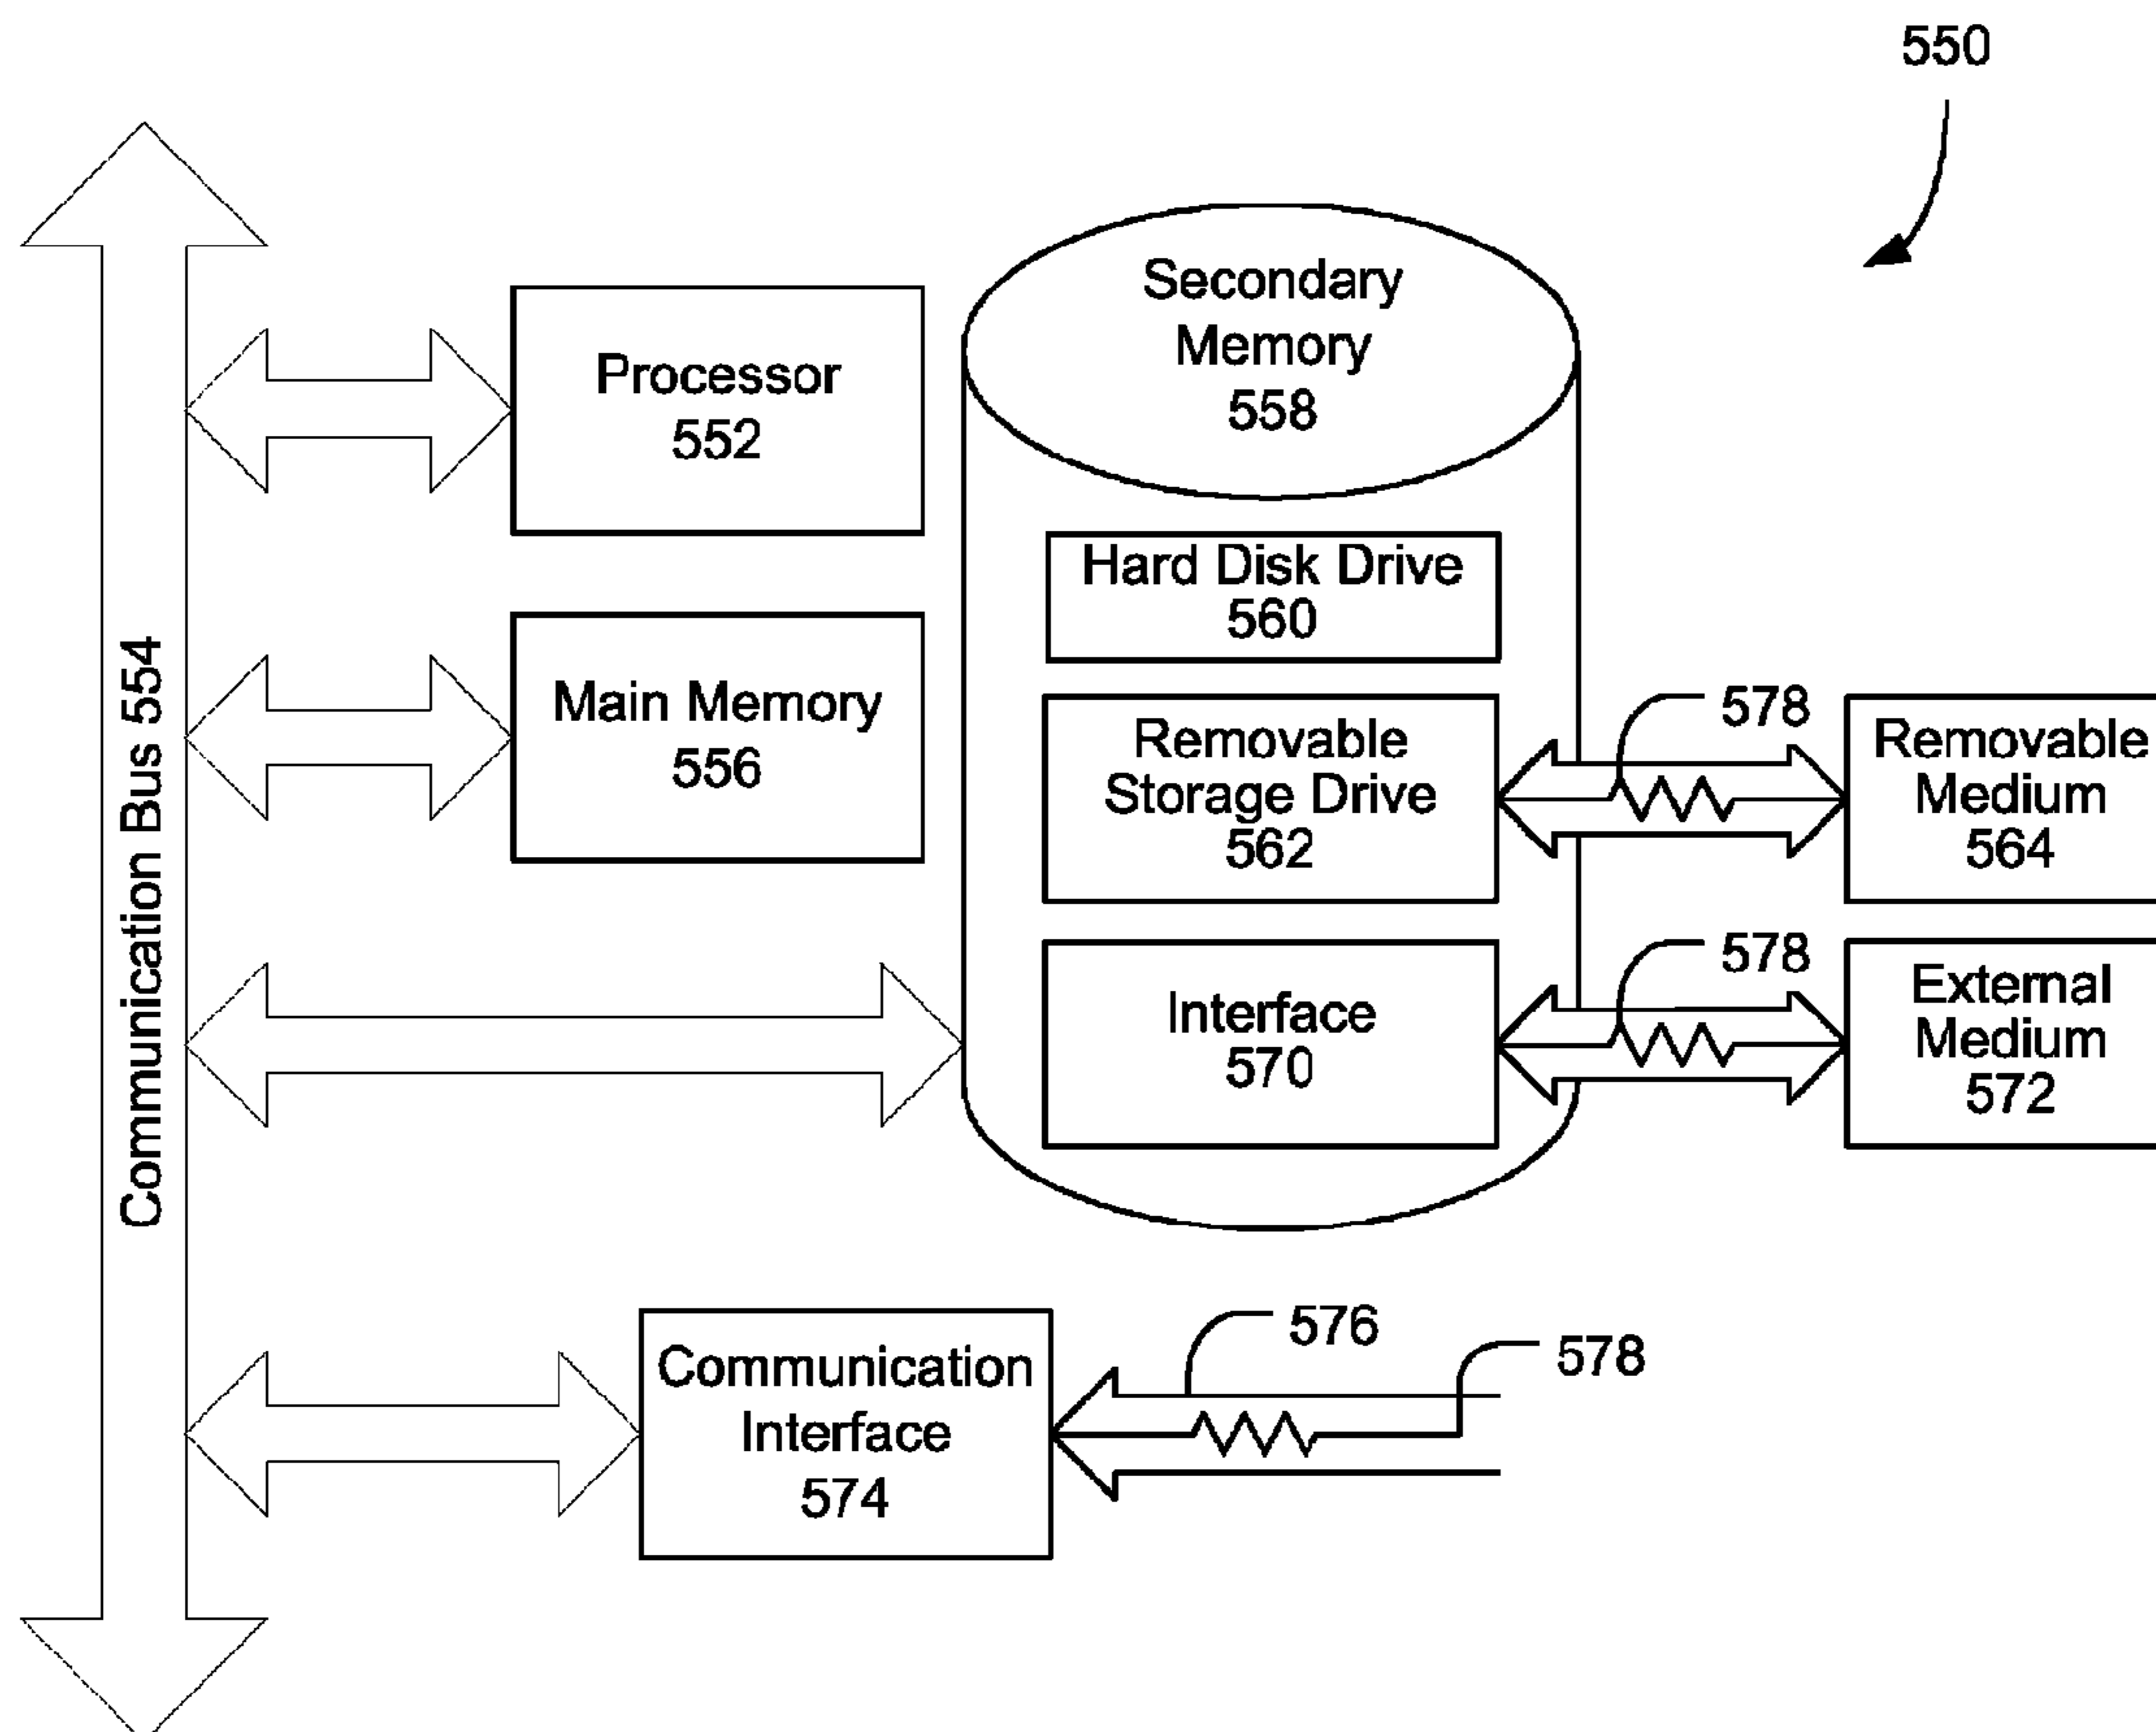 550
Secondary
Memory
558
Processor
552
Hard Disk Drive
560
Main Memory
556
Removable
Storage Drive
562
578
Removable
Medium
564
Communication Bus 554
Interface
570
578
External
Medium
572
Communication
Interface
574
576
578